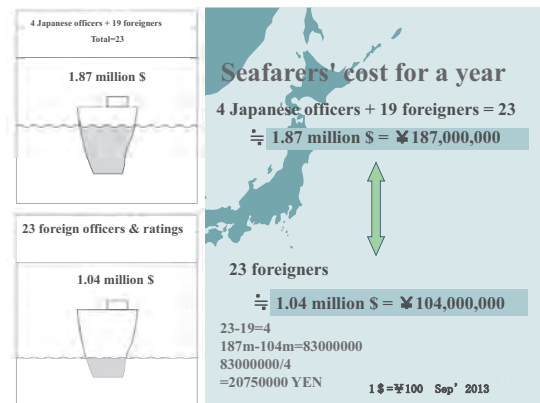 4 Japanese officers + 19 foreigners
Total=23
1.87 million $
23 foreign officers & ratings
1.04 million $
Seafarers' cost for a year
4 Japanese officers + 19 foreigners = 23
≒ 1.87 million $ = ¥187,000,000
23 foreigners
≒ 1.04 million $ = ¥104,000,000
23-19=4
187m-104m=83000000
83000000/4
=20750000 YEN
1$=¥100 Sep' 2013